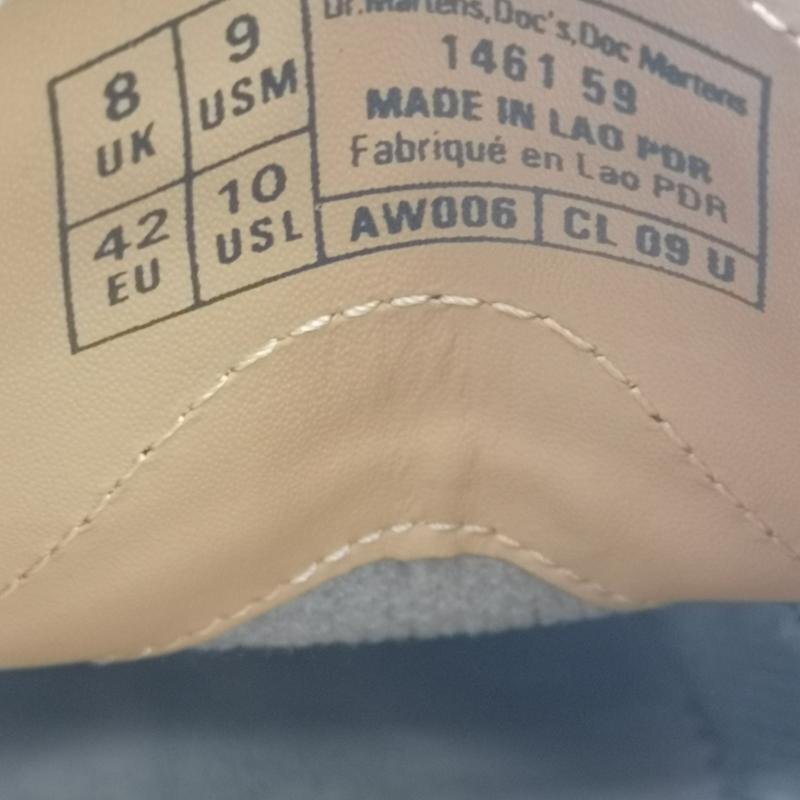 8
UK
9
USM
42
EU
10
USL
Dr.Martens,Doc's,Doc Martens
1461 59
MADE IN LAO PDR
Fabriqué en Lao PDR
AW006
CL 09 U